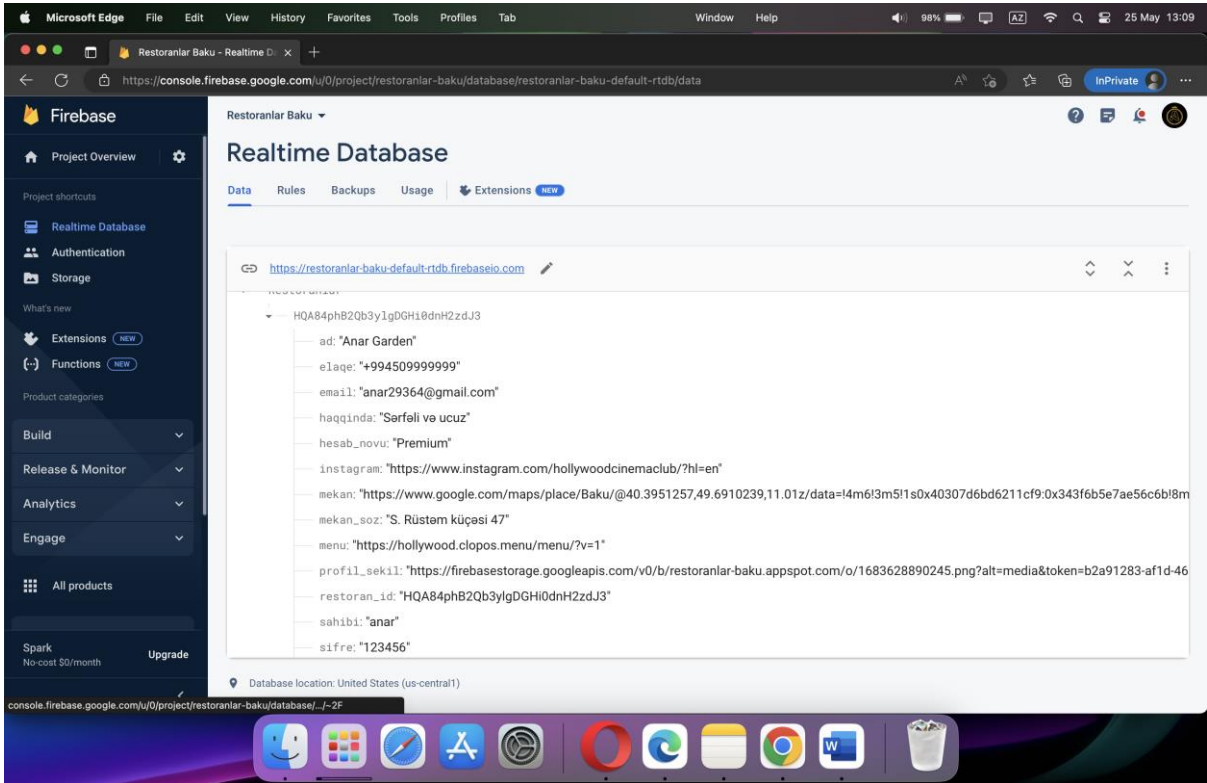 Microsoft Edge File Edit View History Favorites Tools Profiles Tab Window Help 98% AZ 25 May 13:09
Restoranlar Baku - Realtime Da
https://console.firebase.google.com/u/0/project/restoranlar-baku/database/restoranlar-baku-default-rtdb/data InPrivate
Firebase
Project Overview
Project shortcuts
Realtime Database
Authentication
Storage
What's new
Extensions NEW
Functions NEW
Product categories
Build
Release & Monitor
Analytics
Engage
All products
Spark
No-cost $0/month
Upgrade
Restoranlar Baku
Realtime Database
Data Rules Backups Usage Extensions NEW
https://restoranlar-baku-default-rtdb.firebaseio.com
Restoranlar
HQA84phB2Qb3ylgDGHi0dnH2zdJ3
ad: "Anar Garden"
elaqe: "+994509999999"
email: "anar29364@gmail.com"
haqqinda: "Sərfəli və ucuz"
hesab_novu: "Premium"
instagram: "https://www.instagram.com/hollywoodcinemaclub/?hl=en"
mekan: "https://www.google.com/maps/place/Baku/@40.3951257,49.6910239,11.01z/data=!4m6!3m5!1s0x40307d6bd6211cf9:0x343f6b5e7ae56c6b!8m
mekan_soz: "S. Rüstəm küçəsi 47"
menu: "https://hollywood.clopos.menu/menu/?v=1"
profil_sekil: "https://firebasestorage.googleapis.com/v0/b/restoranlar-baku.appspot.com/o/1683628890245.png?alt=media&token=b2a91283-af1d-46
restoran_id: "HQA84phB2Qb3ylgDGHi0dnH2zdJ3"
sahibi: "anar"
sifre: "123456"
Database location: United States (us-central1)
console.firebase.google.com/u/0/project/restoranlar-baku/database/.../~2F